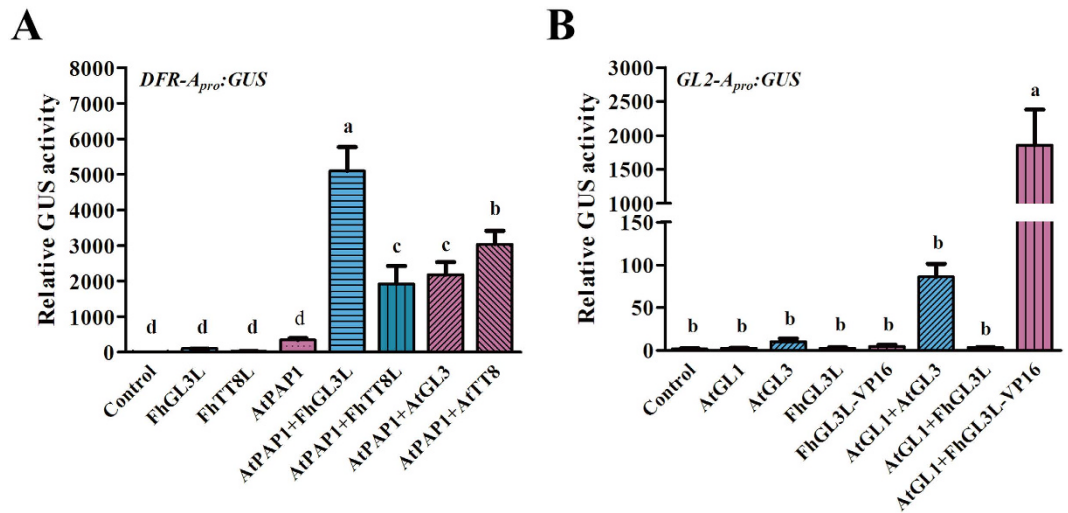 A
DFR-Apro:GUS
Relative GUS activity
8000
7000
6000
5000
4000
3000
2000
1000
0
d
d
d
d
a
c
c
b
Control
FhGL3L
FhTT8L
AtPAP1
AtPAP1+FhGL3L
AtPAP1+FhTT8L
AtPAP1+AtGL3
AtPAP1+AtTT8
B
GL2-Apro:GUS
Relative GUS activity
3000
2500
2000
1500
1000
150
100
50
0
b
b
b
b
b
b
b
a
Control
AtGL1
AtGL3
FhGL3L
FhGL3L-VP16
AtGL1+AtGL3
AtGL1+FhGL3L
AtGL1+FhGL3L-VP16